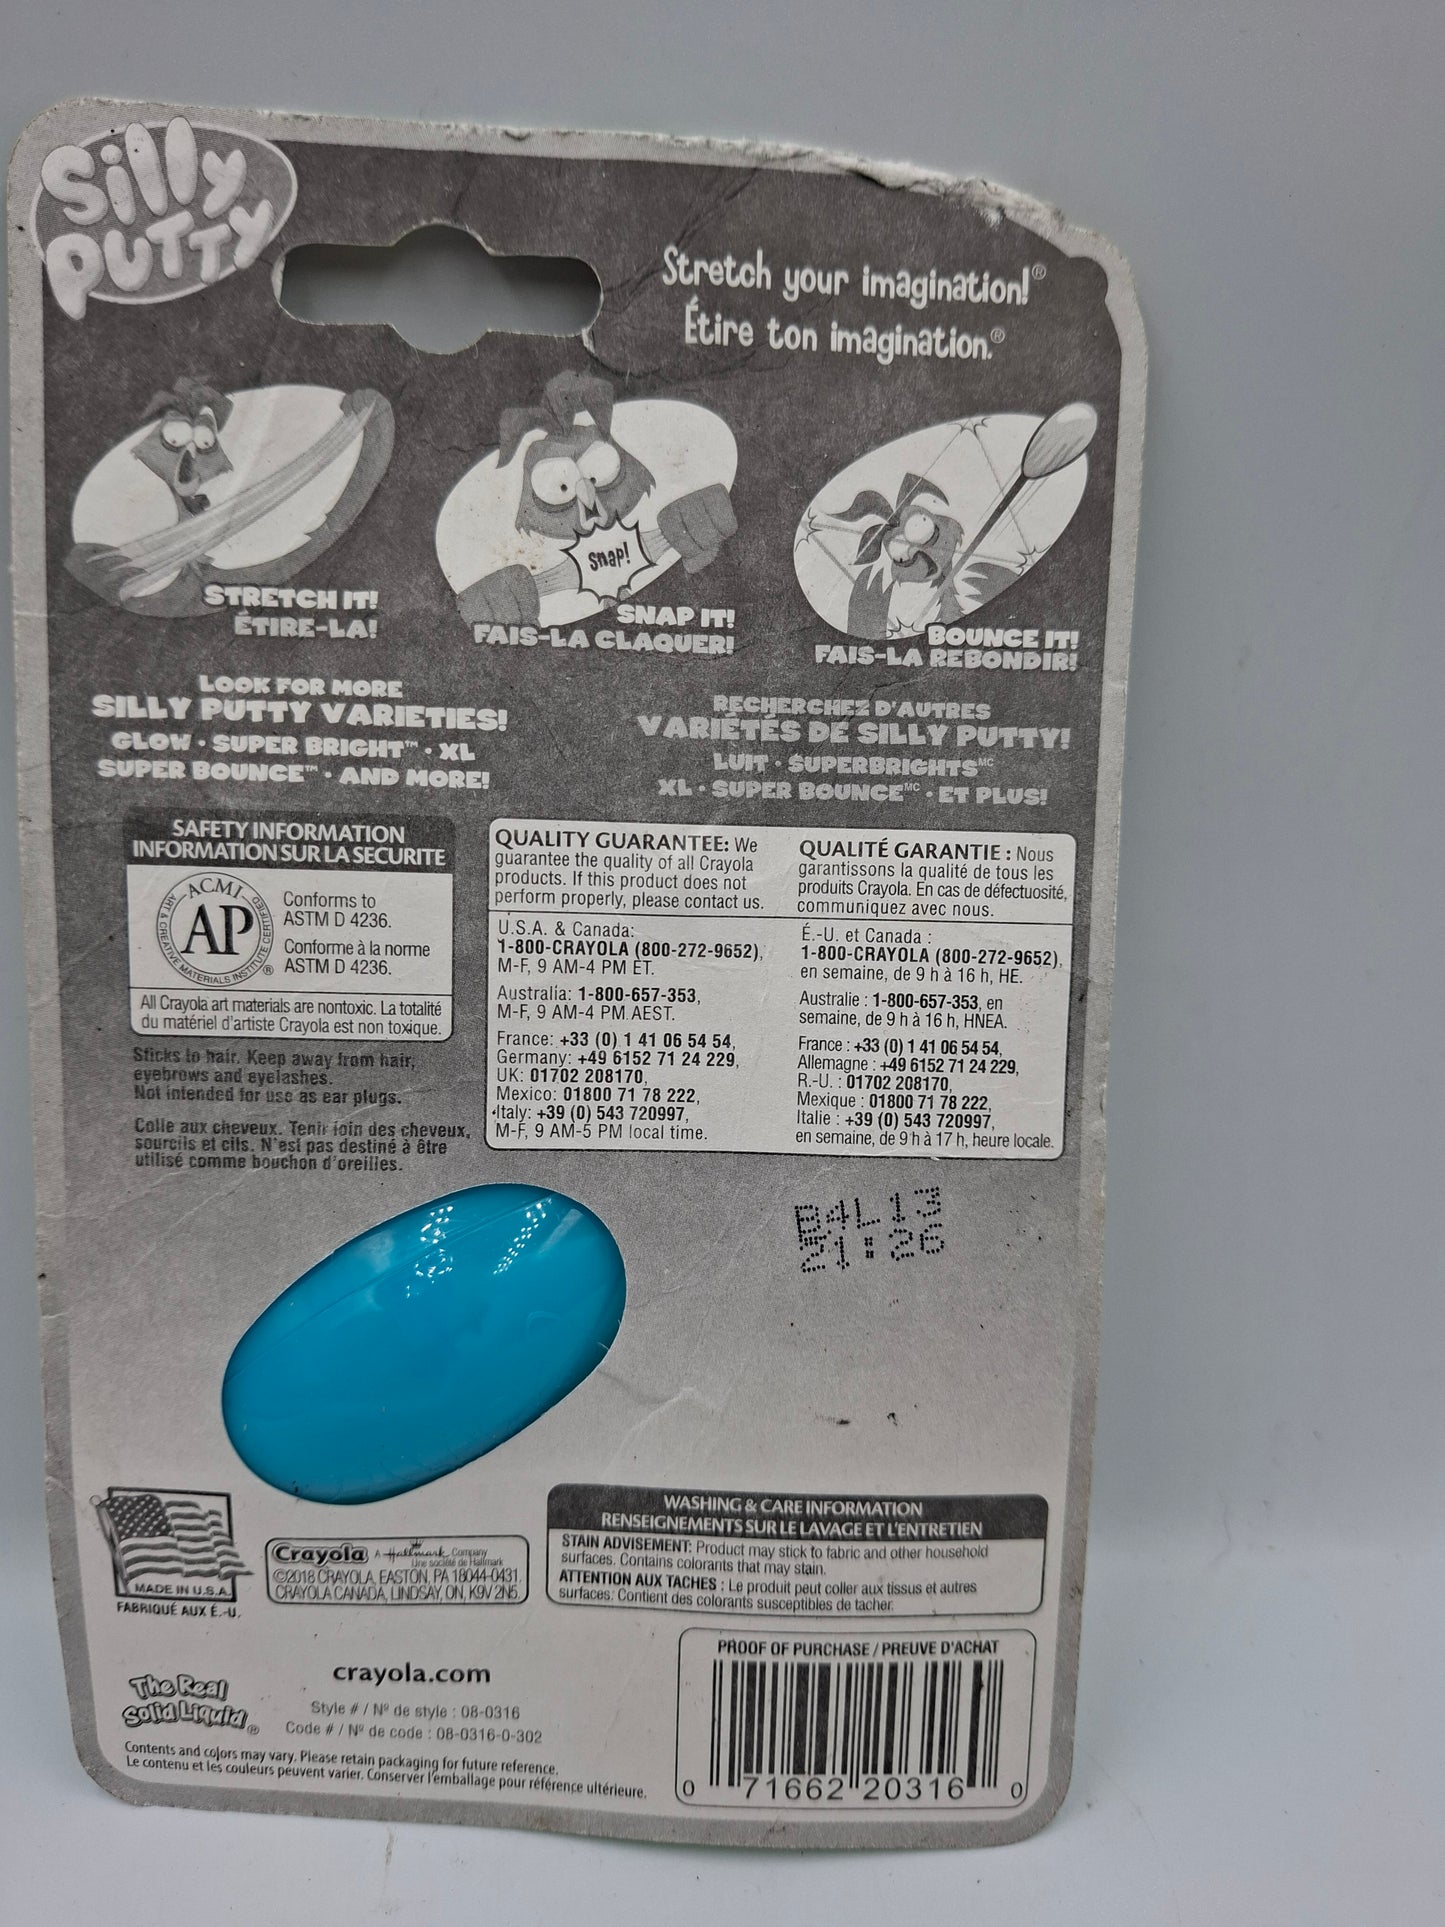 Silly
PUTTY
Stretch your imagination!®
Étire ton imagination.®
Snap!
STRETCH IT!
ÉTIRE-LA!
SNAP IT!
FAIS-LA CLAQUER!
BOUNCE IT!
FAIS-LA REBONDIR!
LOOK FOR MORE
SILLY PUTTY VARIETIES!
GLOW • SUPER BRIGHT™ • XL
SUPER BOUNCE™ • AND MORE!
RECHERCHEZ D'AUTRES
VARIÉTÉS DE SILLY PUTTY!
LUIT • SUPERBRIGHTS MC
XL • SUPER BOUNCE MC • ET PLUS!
SAFETY INFORMATION
INFORMATION SUR LA SECURITE
ACMI
AP
ART & CREATIVE MATERIALS INSTITUTE CERTIFIED
®
Conforms to
ASTM D 4236.
Conforme à la norme
ASTM D 4236.
All Crayola art materials are nontoxic. La totalité
du matériel d'artiste Crayola est non toxique.
Sticks to hair. Keep away from hair,
eyebrows and eyelashes.
Not intended for use as ear plugs.
Colle aux cheveux. Tenir loin des cheveux,
sourcils et cils. N'est pas destiné à être
utilisé comme bouchon d'oreilles.
QUALITY GUARANTEE: We
guarantee the quality of all Crayola
products. If this product does not
perform properly, please contact us.
U.S.A. & Canada:
1-800-CRAYOLA (800-272-9652),
M-F, 9 AM-4 PM ET.
Australia: 1-800-657-353,
M-F, 9 AM-4 PM AEST.
France: +33 (0) 1 41 06 54 54,
Germany: +49 6152 71 24 229,
UK: 01702 208170,
Mexico: 01800 71 78 222,
Italy: +39 (0) 543 720997,
M-F, 9 AM-5 PM local time.
QUALITÉ GARANTIE : Nous
garantissons la qualité de tous les
produits Crayola. En cas de défectuosité,
communiquez avec nous.
É.-U. et Canada :
1-800-CRAYOLA (800-272-9652),
en semaine, de 9 h à 16 h, HE.
Australie : 1-800-657-353, en
semaine, de 9 h à 16 h, HNEA.
France : +33 (0) 1 41 06 54 54,
Allemagne : +49 6152 71 24 229,
R.-U. : 01702 208170,
Mexique : 01800 71 78 222,
Italie : +39 (0) 543 720997,
en semaine, de 9 h à 17 h, heure locale.
B4L13
21:26
MADE IN U.S.A.
FABRIQUÉ AUX É.-U.
Crayola A Hallmark Company
Une société de Hallmark
©2018 CRAYOLA, EASTON, PA 18044-0431.
CRAYOLA CANADA, LINDSAY, ON, K9V 2N5.
WASHING & CARE INFORMATION
RENSEIGNEMENTS SUR LE LAVAGE ET L'ENTRETIEN
STAIN ADVISEMENT: Product may stick to fabric and other household
surfaces. Contains colorants that may stain.
ATTENTION AUX TACHES : Le produit peut coller aux tissus et autres
surfaces. Contient des colorants susceptibles de tacher.
The Real
Solid Liquid®
crayola.com
Style # / Nº de style : 08-0316
Code # / Nº de code : 08-0316-0-302
Contents and colors may vary. Please retain packaging for future reference.
Le contenu et les couleurs peuvent varier. Conserver l'emballage pour référence ultérieure.
PROOF OF PURCHASE / PREUVE D'ACHAT
0 71662 20316 0